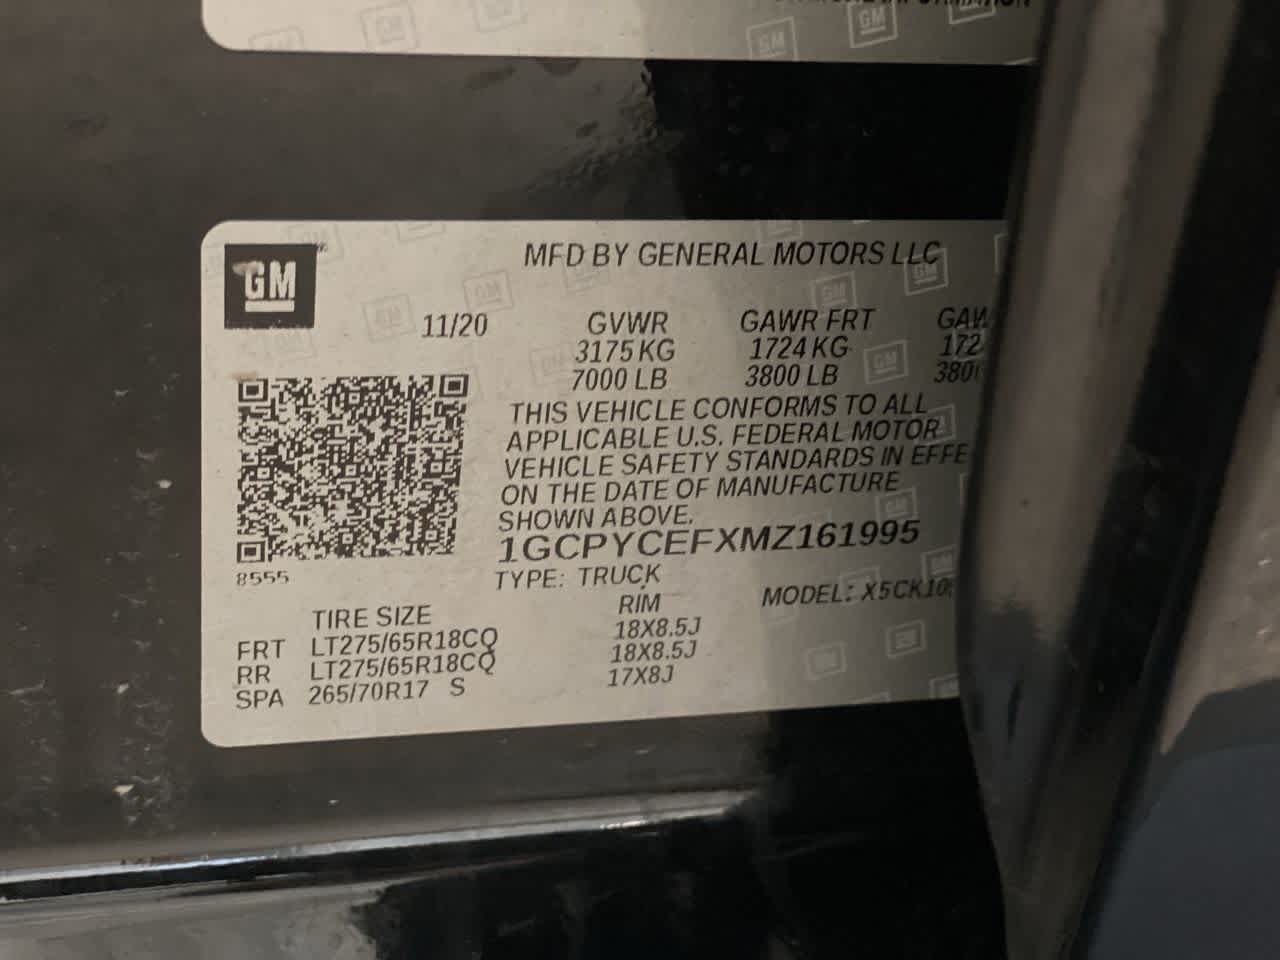 GM
MFD BY GENERAL MOTORS LLC
11/20 GVWR GAWR FRT
3175 KG 1724 KG
7000 LB 3800 LB
THIS VEHICLE CONFORMS TO ALL
APPLICABLE U.S. FEDERAL MOTOR
VEHICLE SAFETY STANDARDS IN EFFE
ON THE DATE OF MANUFACTURE
SHOWN ABOVE.
1GCPYCEFXMZ161995
8555 TYPE: TRUCK
MODEL: X5CK10
TIRE SIZE RIM
FRT LT275/65R18CQ 18X8.5J
RR LT275/65R18CQ 18X8.5J
SPA 265/70R17 S 17X8J